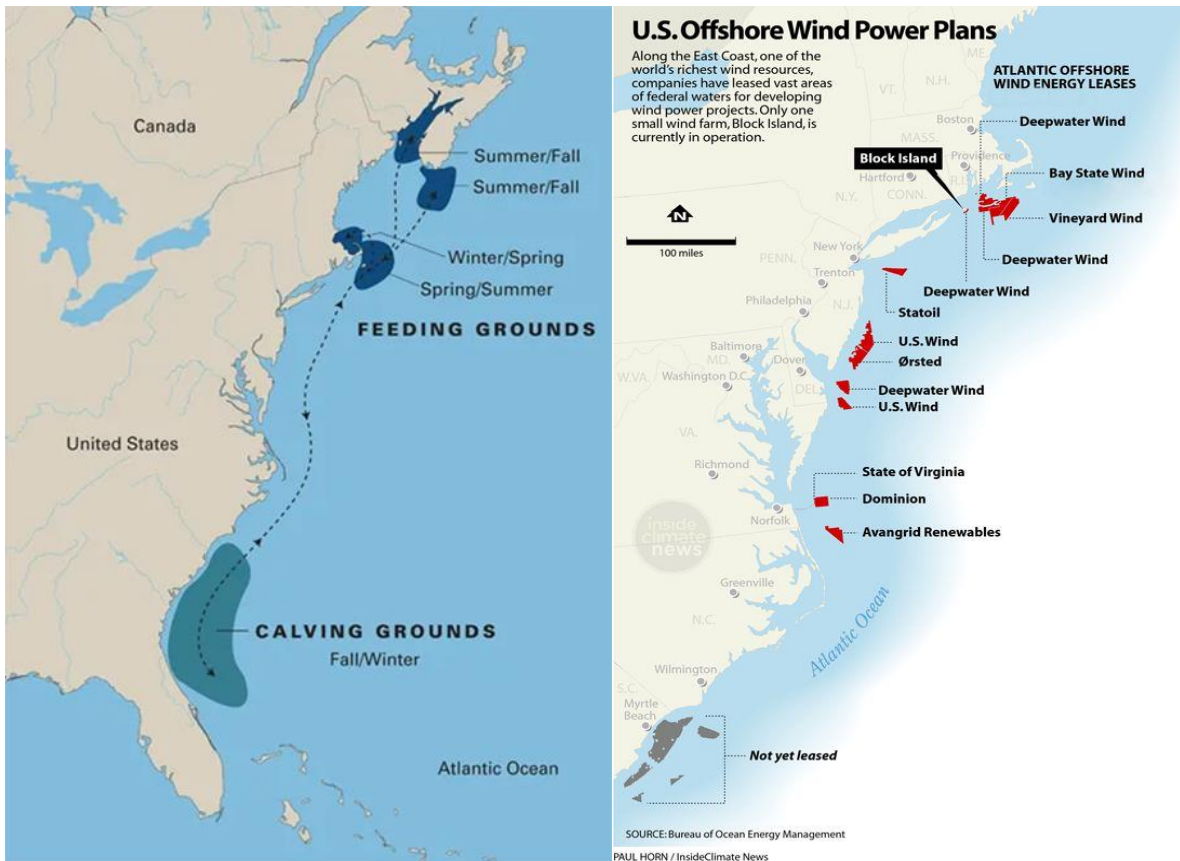 Canada
Summer/Fall
Summer/Fall
Winter/Spring
Spring/Summer
FEEDING GROUNDS
United States
CALVING GROUNDS
Fall/Winter
Atlantic Ocean
U.S. Offshore Wind Power Plans
Along the East Coast, one of the
world's richest wind resources,
companies have leased vast areas
of federal waters for developing
wind power projects. Only one
small wind farm, Block Island, is
currently in operation.
ATLANTIC OFFSHORE
WIND ENERGY LEASES
ME.
VT.
N.H.
Boston
Deepwater Wind
MASS.
Block Island
Providence
Hartford
CONN.
R.I.
Bay State Wind
N.Y.
N
Vineyard Wind
100 miles
New York
PENN.
Deepwater Wind
Trenton
Deepwater Wind
Philadelphia
N.J.
Statoil
U.S. Wind
Baltimore
MD.
Dover
Ørsted
W.VA.
Washington D.C.
DEL.
Deepwater Wind
U.S. Wind
VA.
Richmond
State of Virginia
Dominion
Norfolk
inside
climate
news
Avangrid Renewables
Greenville
N.C.
Atlantic Ocean
Wilmington
S.C.
Myrtle
Beach
Not yet leased
SOURCE: Bureau of Ocean Energy Management
PAUL HORN / InsideClimate News